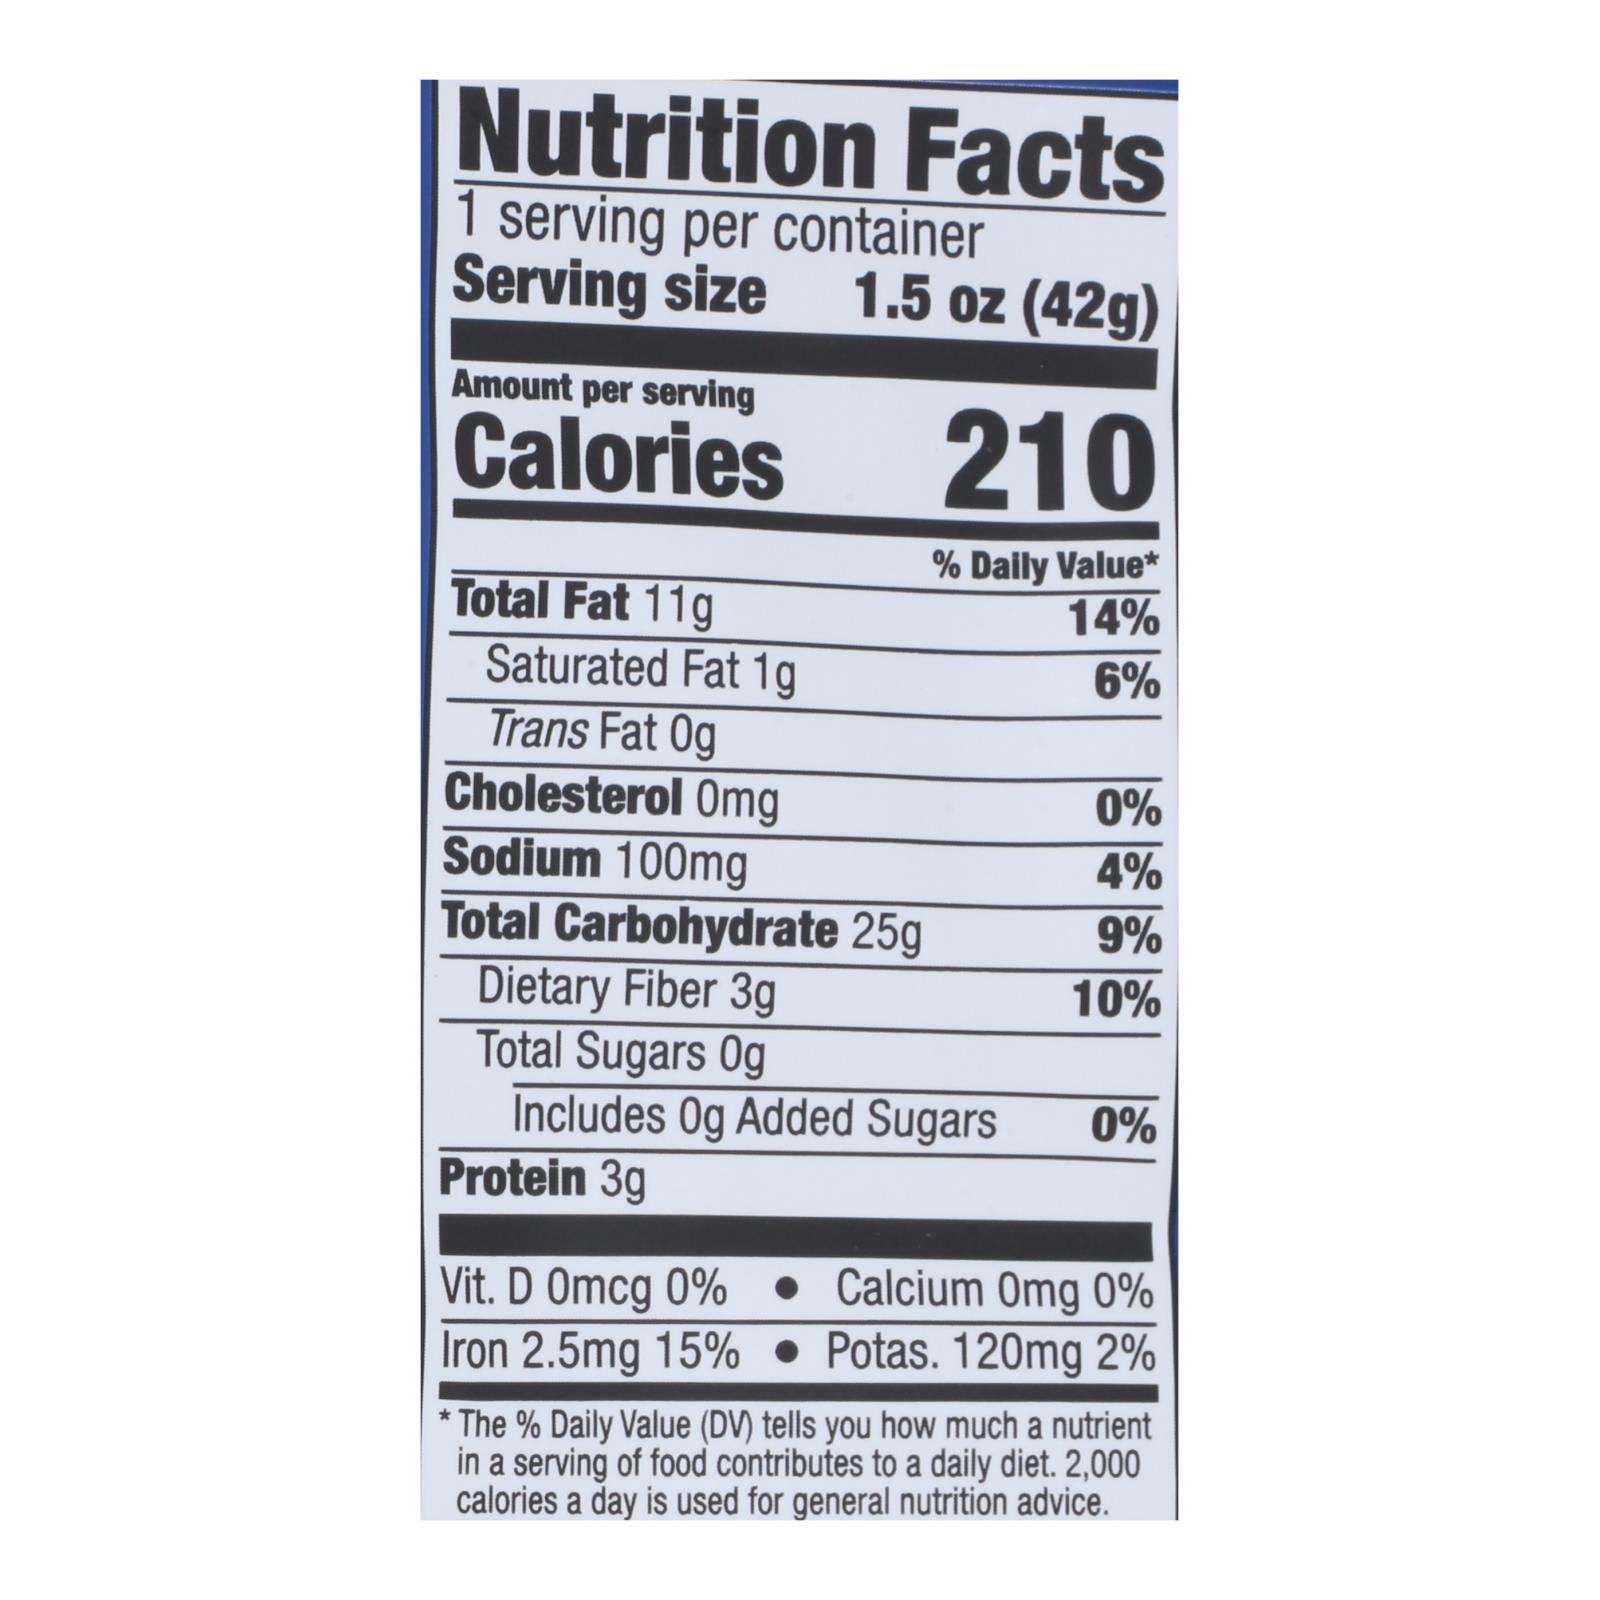 Nutrition Facts
1 serving per container
Serving size 1.5 oz (42g)
Amount per serving
Calories 210
% Daily Value*
Total Fat 11g 14%
Saturated Fat 1g 6%
Trans Fat 0g
Cholesterol 0mg 0%
Sodium 100mg 4%
Total Carbohydrate 25g 9%
Dietary Fiber 3g 10%
Total Sugars 0g
Includes 0g Added Sugars 0%
Protein 3g
Vit. D 0mcg 0% • Calcium 0mg 0%
Iron 2.5mg 15% • Potas. 120mg 2%
* The % Daily Value (DV) tells you how much a nutrient
in a serving of food contributes to a daily diet. 2,000
calories a day is used for general nutrition advice.